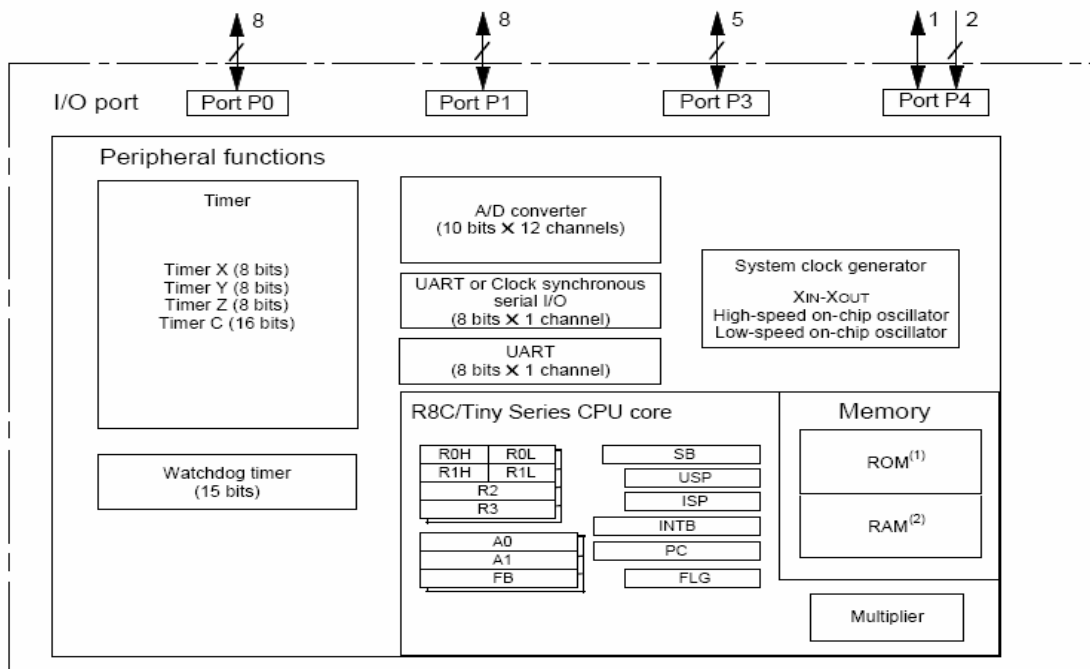 8
8
5
1
2
I/O port
Port P0
Port P1
Port P3
Port P4
Peripheral functions
Timer
Timer X (8 bits)
Timer Y (8 bits)
Timer Z (8 bits)
Timer C (16 bits)
Watchdog timer
(15 bits)
A/D converter
(10 bits X 12 channels)
UART or Clock synchronous
serial I/O
(8 bits X 1 channel)
UART
(8 bits X 1 channel)
System clock generator
XIN-XOUT
High-speed on-chip oscillator
Low-speed on-chip oscillator
R8C/Tiny Series CPU core
R0H R0L
R1H R1L
R2
R3
A0
A1
FB
SB
USP
ISP
INTB
PC
FLG
Memory
ROM(1)
RAM(2)
Multiplier